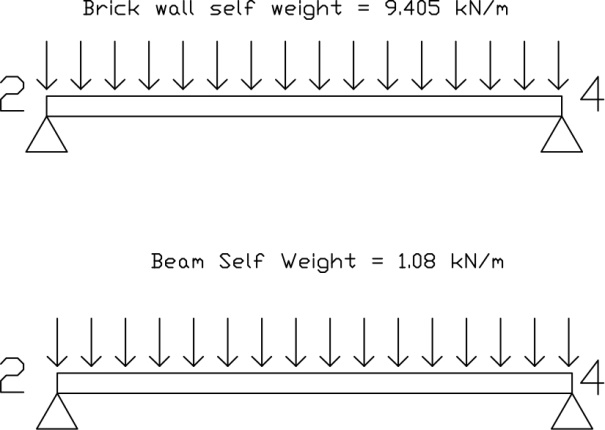 Brick wall self weight = 9.405 kN/m
2 4
Beam Self Weight = 1.08 kN/m
2 4